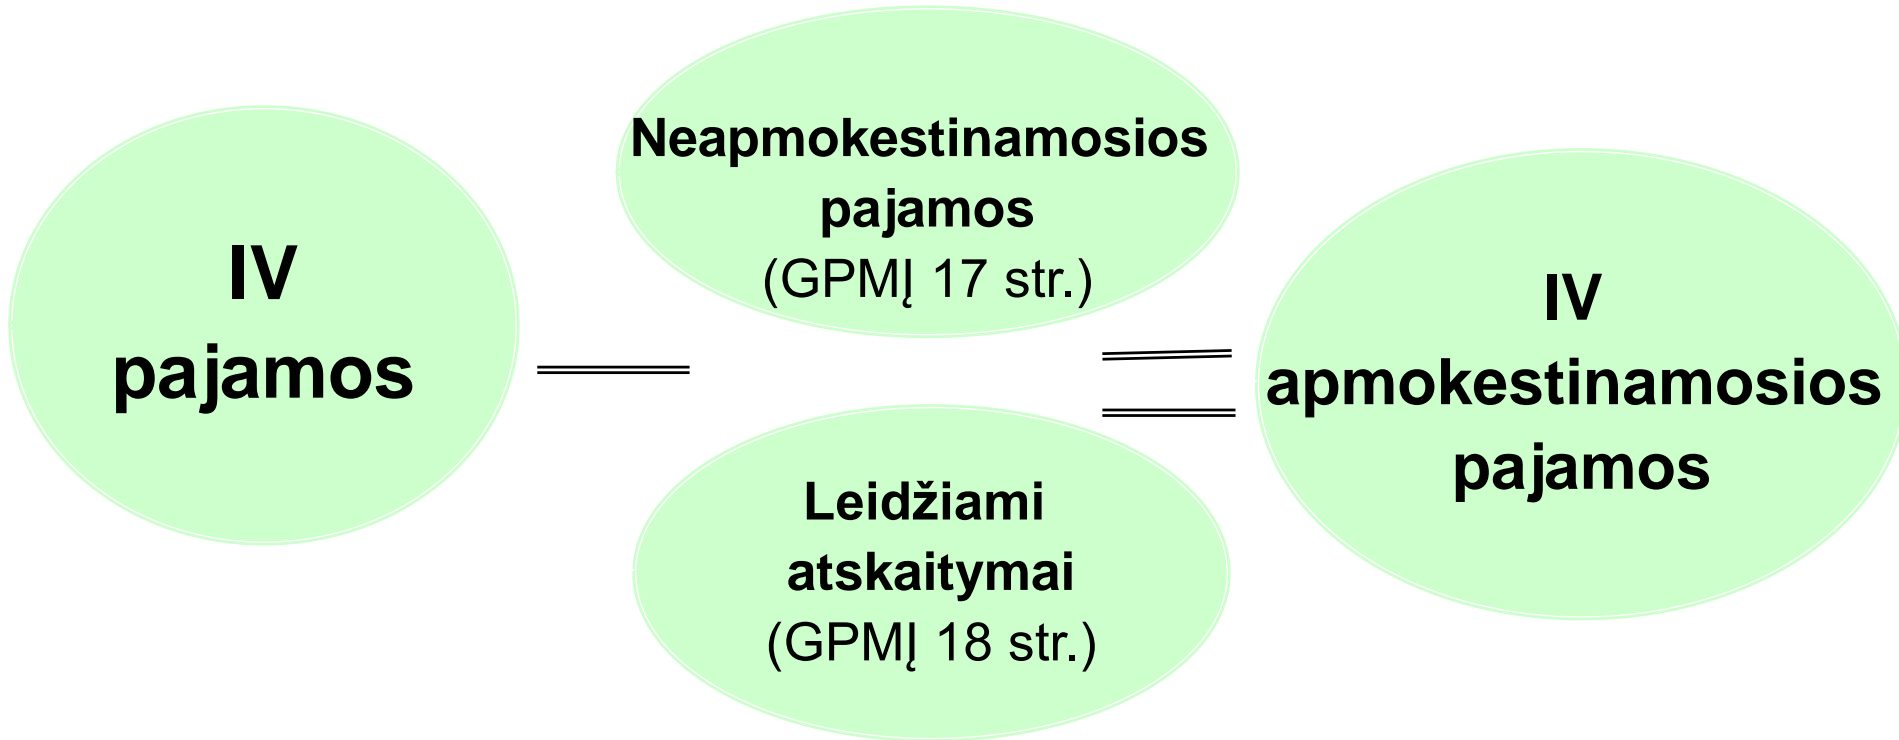 IV
pajamos
Neapmokestinamosios
pajamos
(GPMĮ 17 str.)
Leidžiami
atskaitymai
(GPMĮ 18 str.)
IV
apmokestinamosios
pajamos